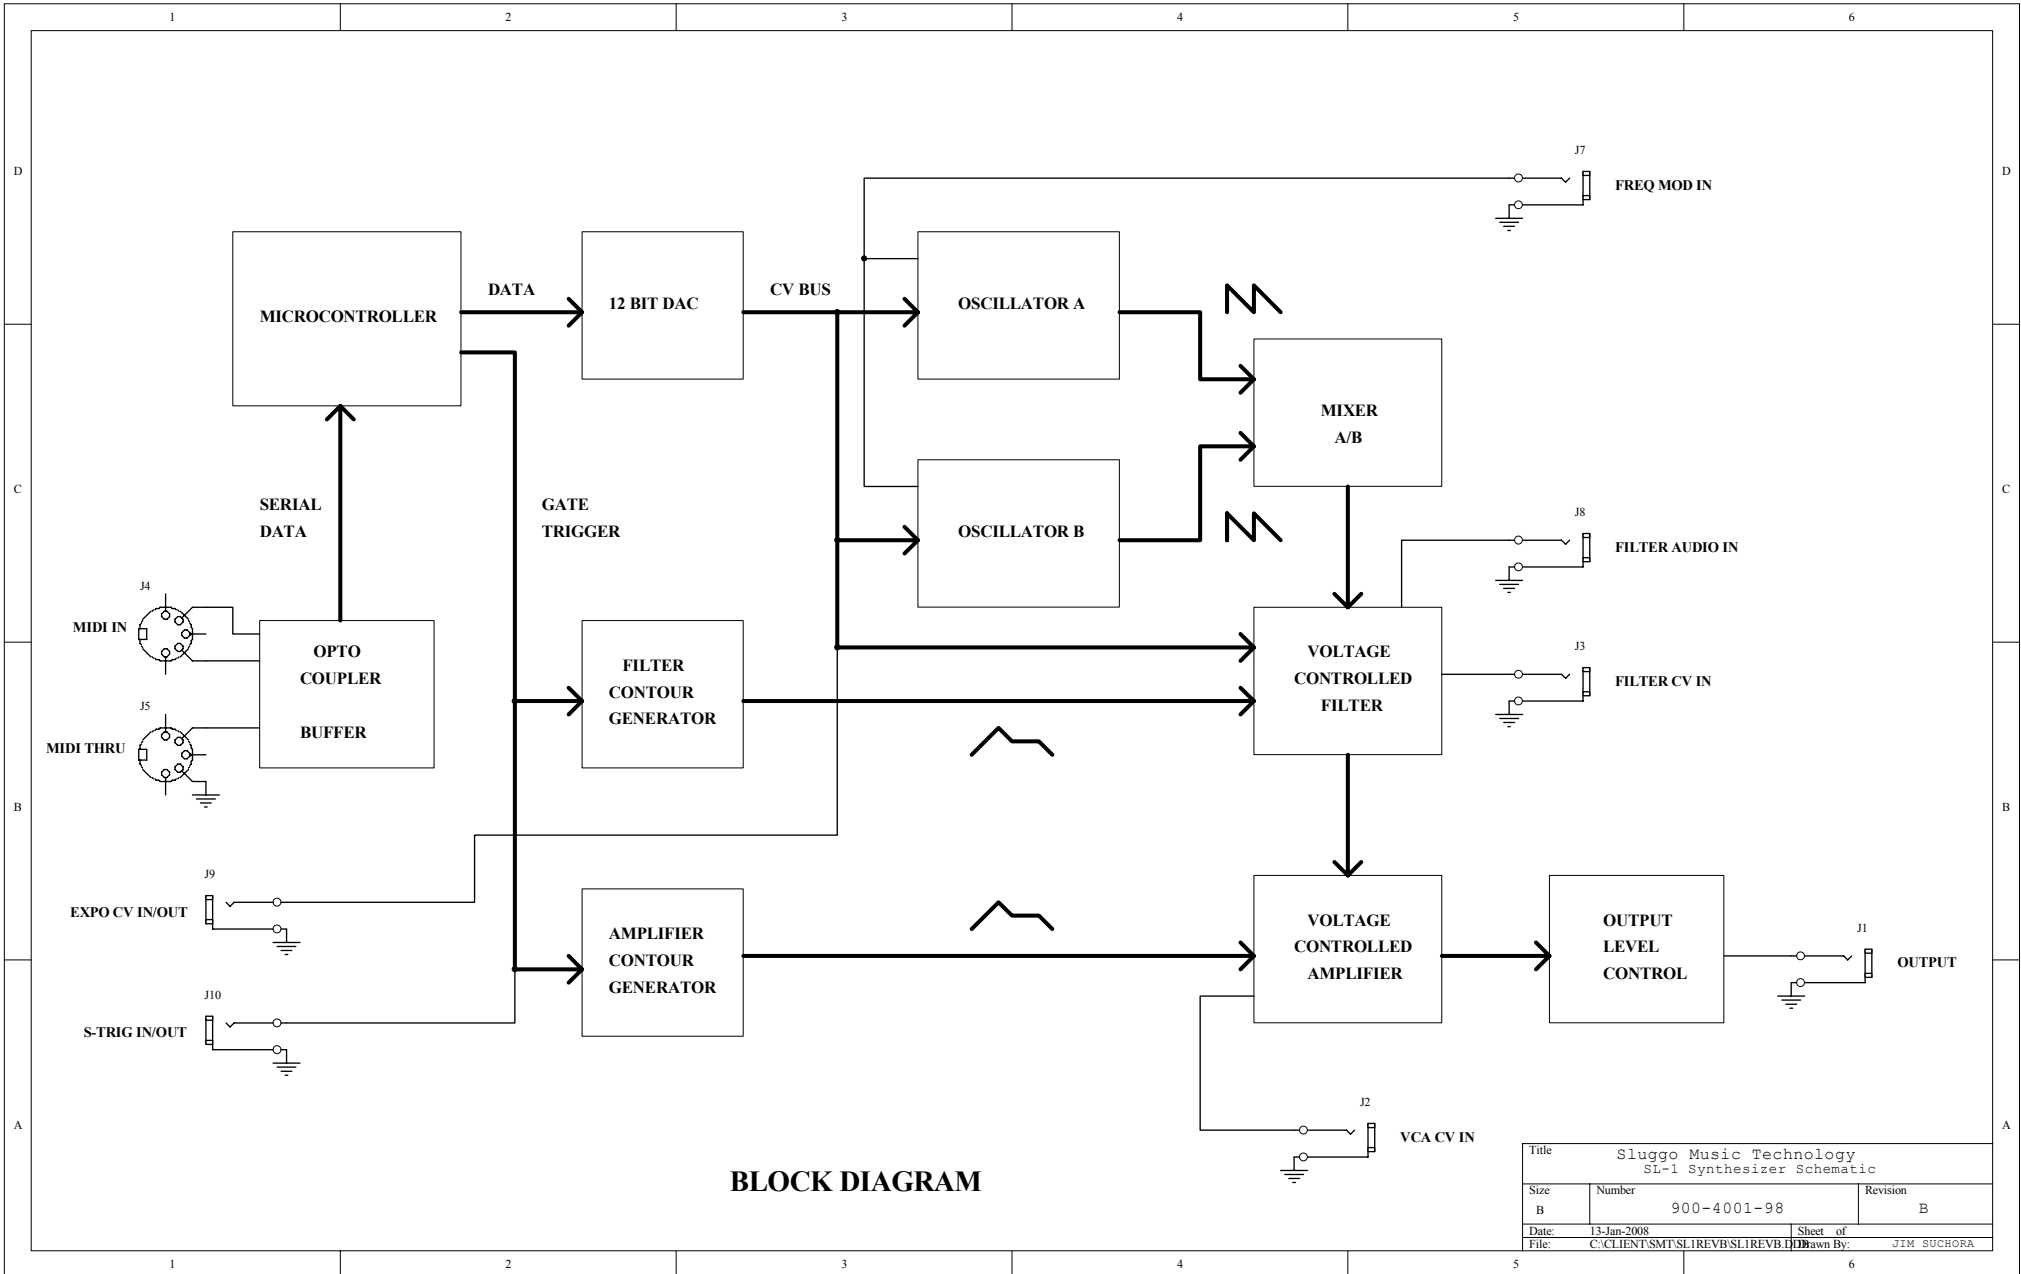 1 2 3 4 5 6
D D
J7
FREQ MOD IN
MICROCONTROLLER
DATA
12 BIT DAC
CV BUS
OSCILLATOR A
MIXER
A/B
C C
SERIAL
DATA
GATE
TRIGGER
OSCILLATOR B
J8
FILTER AUDIO IN
J4
MIDI IN
OPTO
COUPLER
BUFFER
J5
MIDI THRU
FILTER
CONTOUR
GENERATOR
VOLTAGE
CONTROLLED
FILTER
J3
FILTER CV IN
B B
J9
EXPO CV IN/OUT
AMPLIFIER
CONTOUR
GENERATOR
VOLTAGE
CONTROLLED
AMPLIFIER
OUTPUT
LEVEL
CONTROL
J1
OUTPUT
J10
S-TRIG IN/OUT
A A
J2
VCA CV IN
BLOCK DIAGRAM
Title
Sluggo Music Technology
SL-1 Synthesizer Schematic
Size Number Revision
B 900-4001-98 B
Date: 13-Jan-2008 Sheet of
File: C:\CLIENT\SMT\SL1REVB\SL1REVB.DDB Drawn By: JIM SUCHORA
1 2 3 4 5 6